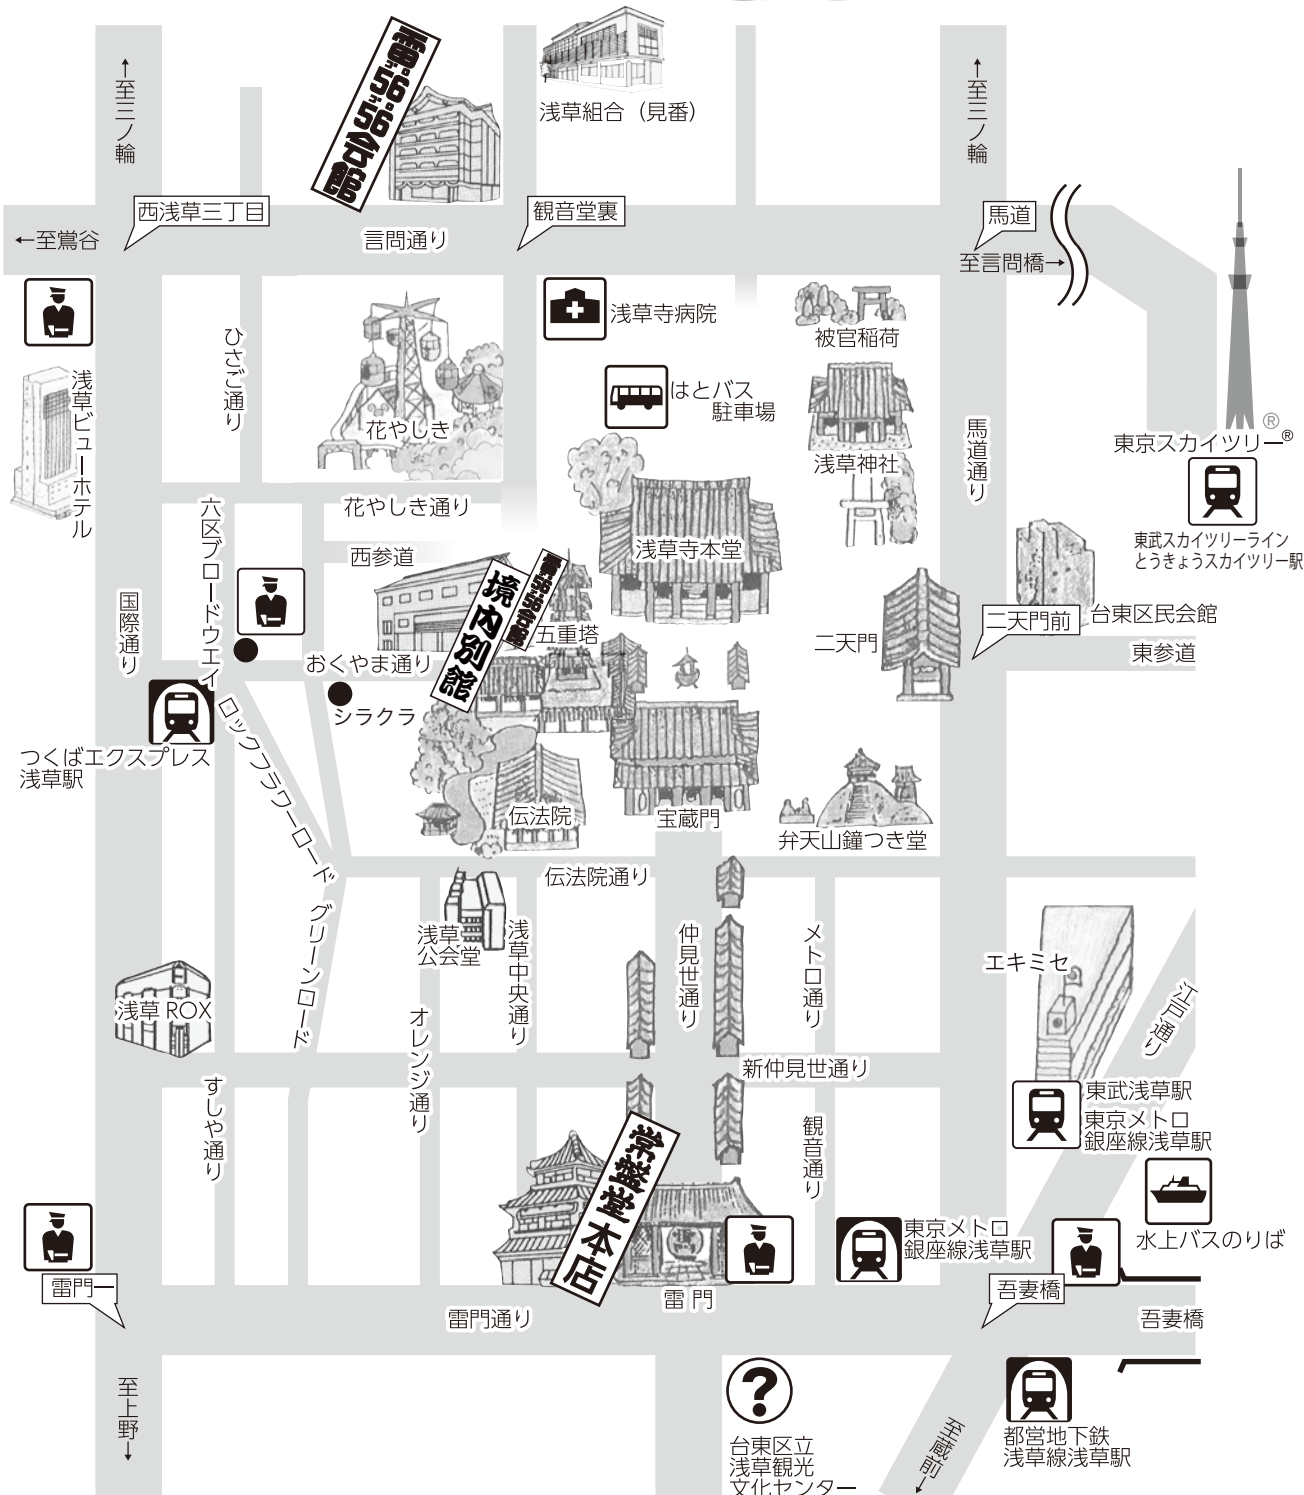 ↑至三ノ輪
雷5656会館
浅草組合（見番）
↑至三ノ輪
西浅草三丁目
観音堂裏
馬道
←至鶯谷
言問通り
至言問橋→
浅草寺病院
被官稲荷
ひさご通り
浅草ビューホテル
花やしき
はとバス
駐車場
浅草神社
馬道通り
®
東京スカイツリー®
花やしき通り
六区ブロードウエイ
西参道
浅草寺本堂
東武スカイツリーライン
とうきょうスカイツリー駅
雷5656会館
境内別館
五重塔
国際通り
二天門
二天門前
台東区民会館
東参道
おくやま通り
シラクラ
つくばエクスプレス
浅草駅
ロックフラワーロード
伝法院
宝蔵門
弁天山鐘つき堂
伝法院通り
グリーンロード
浅草
公会堂
浅草中央通り
仲見世通り
メトロ通り
エキミセ
江戸通り
浅草 ROX
オレンジ通り
新仲見世通り
すしや通り
観音通り
東武浅草駅
東京メトロ
銀座線浅草駅
常盤堂本店
水上バスのりば
東京メトロ
銀座線浅草駅
雷門一
雷門
吾妻橋
雷門通り
吾妻橋
至上野↓
?
台東区立
浅草観光
文化センター
至蔵前↓
都営地下鉄
浅草線浅草駅